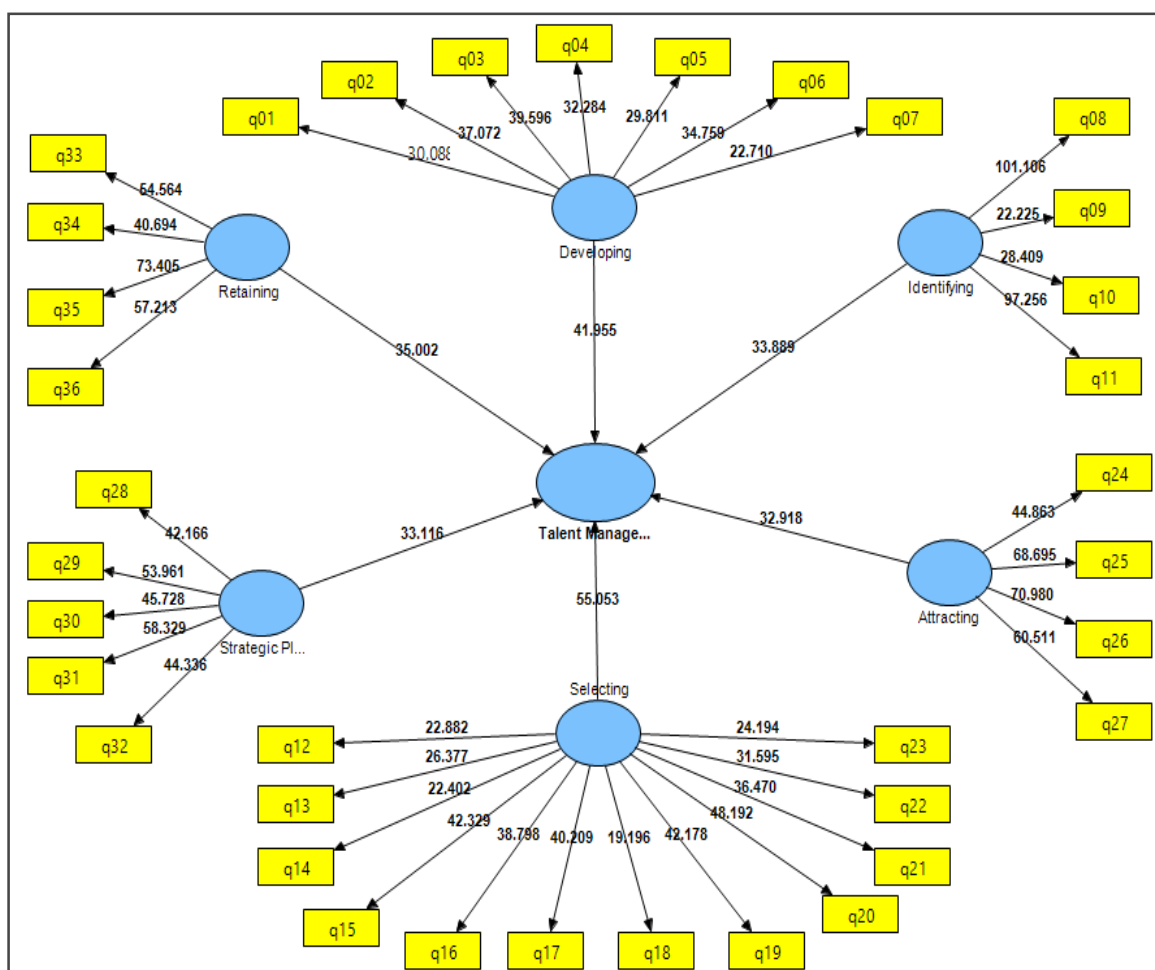 q04
q03
q05
q02
q06
q01
q07
q08
q33
39.596
32.284
29.811
34.759
37.072
22.710
30.088
101.106
54.564
q34
40.694
22.225
q09
73.405
28.409
q10
Retaining
Developing
Identifying
q35
57.213
97.256
41.955
q36
35.002
33.889
q11
q28
q24
42.166
33.116
Talent Manage...
32.918
44.863
q29
53.961
68.695
q25
q30
45.728
70.980
55.053
q31
58.329
Strategic Pl...
Attracting
60.511
q26
44.336
Selecting
q32
q27
q12
22.882
24.194
q23
26.377
31.595
q13
22.402
36.470
q22
42.329
38.798
40.209
19.196
42.178
48.192
q14
q21
q15
q20
q16
q17
q18
q19